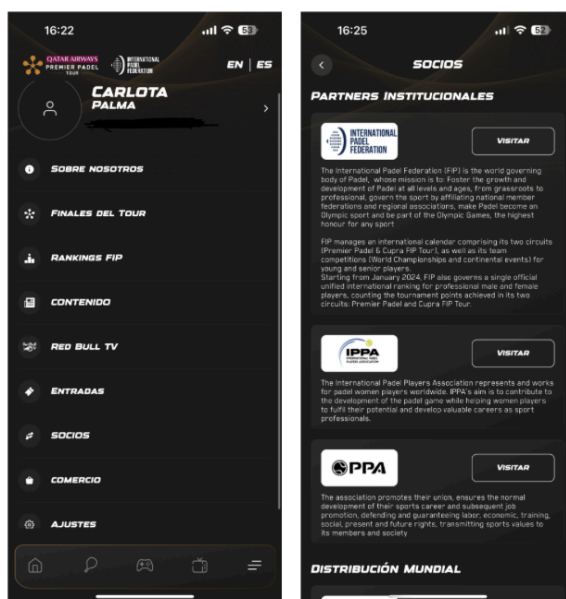 16:22
53
QATAR AIRWAYS
PREMIER PADEL
TOUR
INTERNATIONAL
PADEL
FEDERATION
EN | ES
CARLOTA
PALMA
SOBRE NOSOTROS
FINALES DEL TOUR
RANKINGS FIP
CONTENIDO
RED BULL TV
ENTRADAS
SOCIOS
COMERCIO
AJUSTES
16:25
52
SOCIOS
PARTNERS INSTITUCIONALES
INTERNATIONAL
PADEL
FEDERATION
VISITAR
The International Padel Federation (FIP) is the world governing
body of Padel, whose mission is to: Foster the growth and
development of Padel at all levels and ages, from grassroots to
professional, govern the sport by affiliating national member
federations and regional associations, make Padel become an
Olympic sport and be part of the Olympic Games, the highest
honour for any sport
FIP manages an international calendar comprising its two circuits
(Premier Padel & Cupra FIP Tour), as well as its team
competitions (World Championships and continental events) for
young and senior players.
Starting from January 2024, FIP also governs a single official
unified international ranking for professional male and female
players, counting the tournament points achieved in its two
circuits: Premier Padel and Cupra FIP Tour.
IPPA
INTERNATIONAL PADEL
PLAYERS ASSOCIATION
VISITAR
The International Padel Players Association represents and works
for padel women players worldwide. IPPA's aim is to contribute to
the development of the padel game while helping women players
to fulfil their potential and develop valuable careers as sport
professionals.
PPA
VISITAR
The association promotes their union, ensures the normal
development of their sports career and subsequent job
promotion, defending and guaranteeing labor, economic, training,
social, present and future rights, transmitting sports values to
its members and society
DISTRIBUCIÓN MUNDIAL